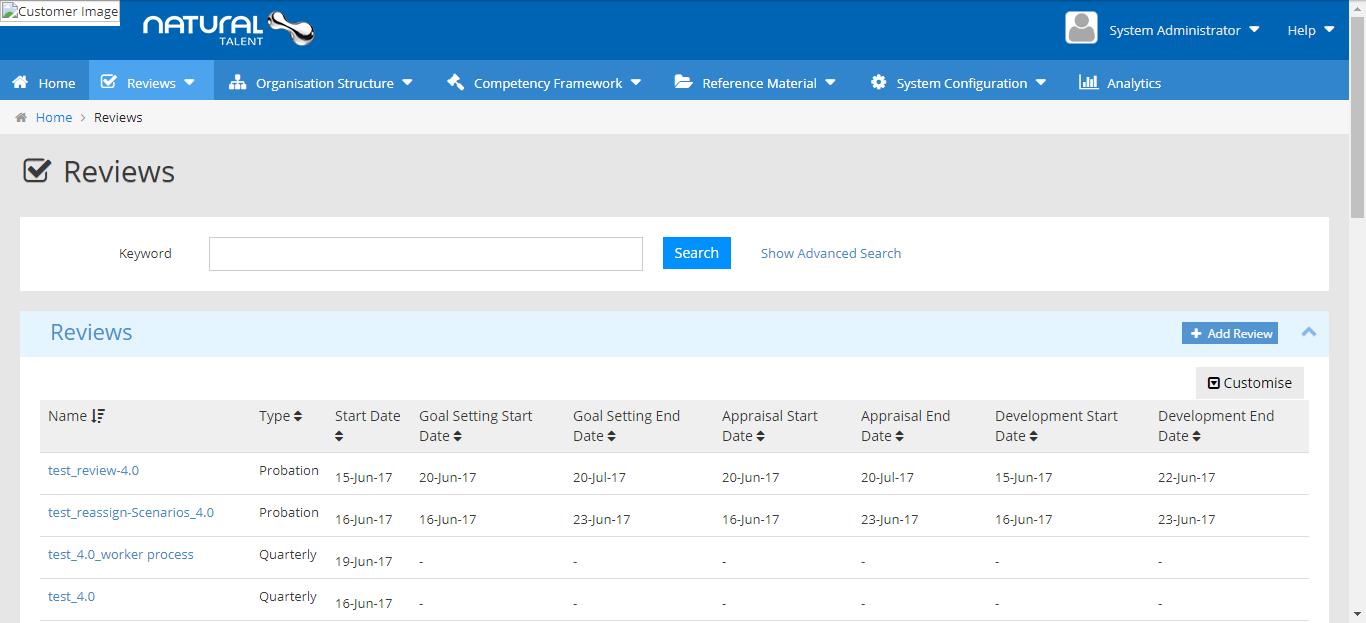 Customer Image
NATURAL
TALENT
System Administrator Help
Home Reviews Organisation Structure Competency Framework Reference Material System Configuration Analytics
Home > Reviews
Reviews
Keyword Search Show Advanced Search
Reviews + Add Review
Customise
Name Type Start Date Goal Setting Start Date Goal Setting End Date Appraisal Start Date Appraisal End Date Development Start Date Development End Date
test_review-4.0 Probation 15-Jun-17 20-Jun-17 20-Jul-17 20-Jun-17 20-Jul-17 15-Jun-17 22-Jun-17
test_reassign-Scenarios_4.0 Probation 16-Jun-17 16-Jun-17 23-Jun-17 16-Jun-17 23-Jun-17 16-Jun-17 23-Jun-17
test_4.0_worker process Quarterly 19-Jun-17 - - - - - -
test_4.0 Quarterly 16-Jun-17 - - - - - -